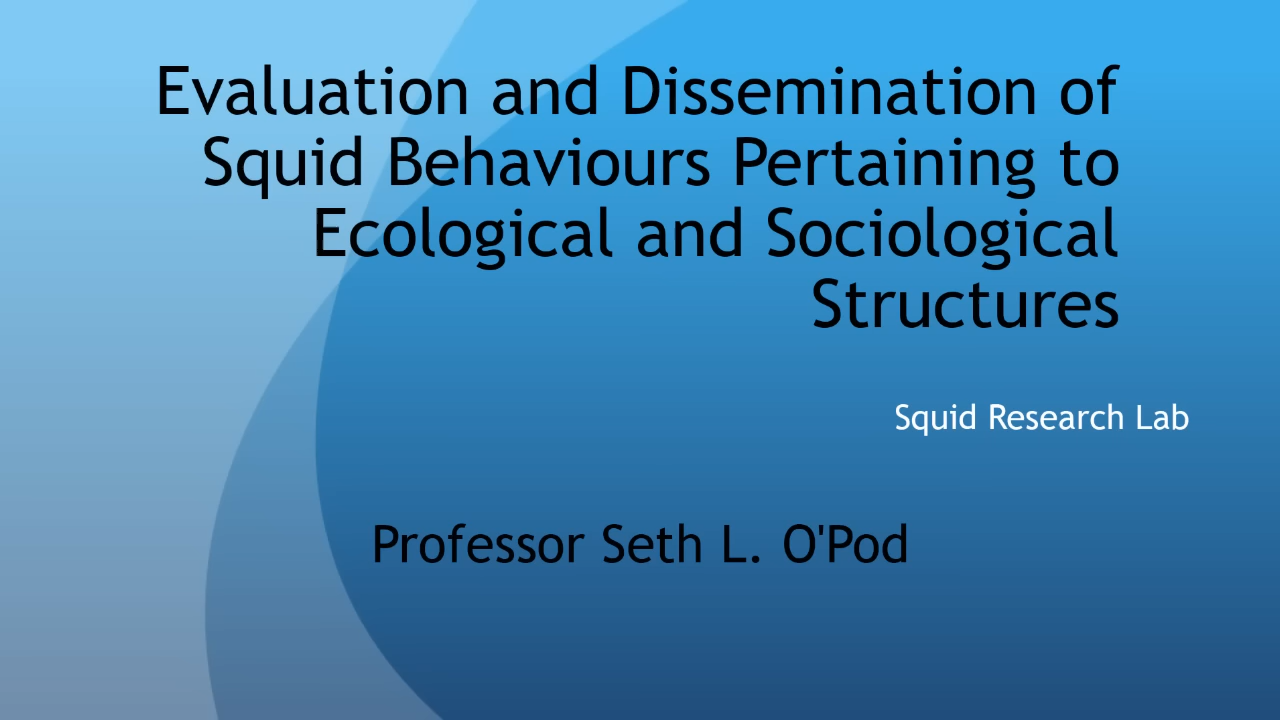 Evaluation and Dissemination of
Squid Behaviours Pertaining to
Ecological and Sociological
Structures
Squid Research Lab
Professor Seth L. O'Pod